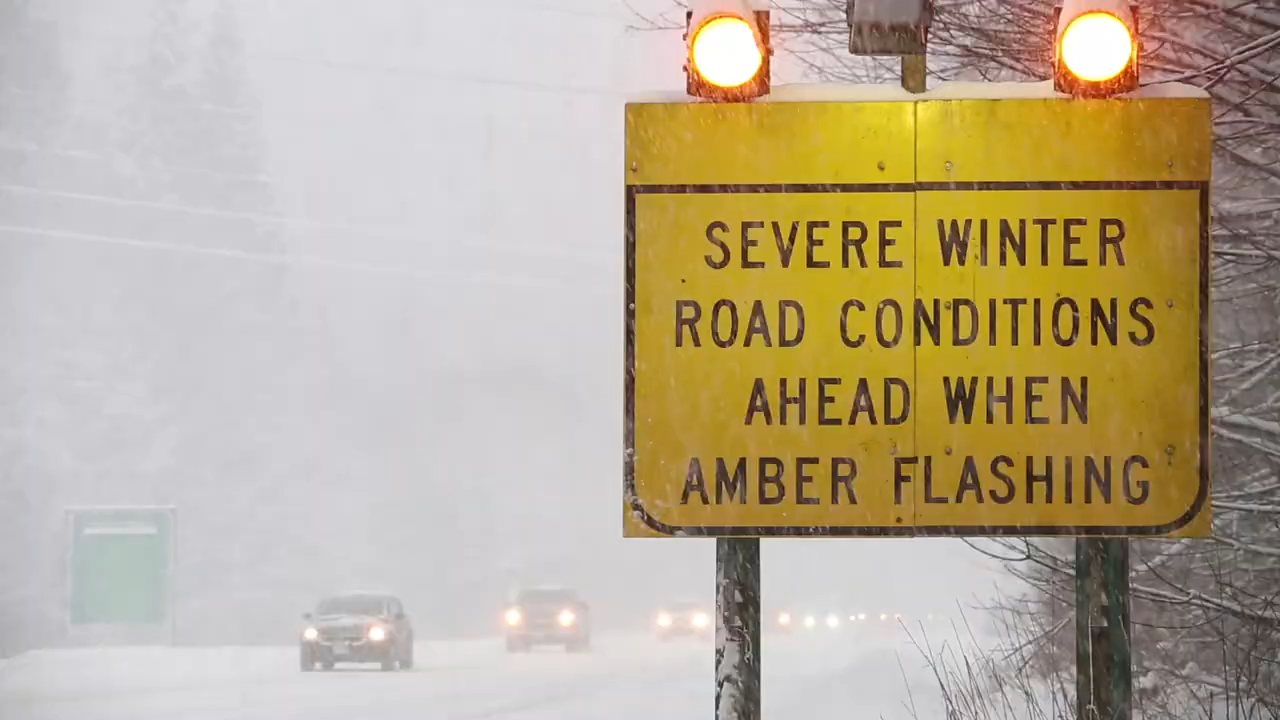 SEVERE WINTER
ROAD CONDITIONS
AHEAD WHEN
AMBER FLASHING